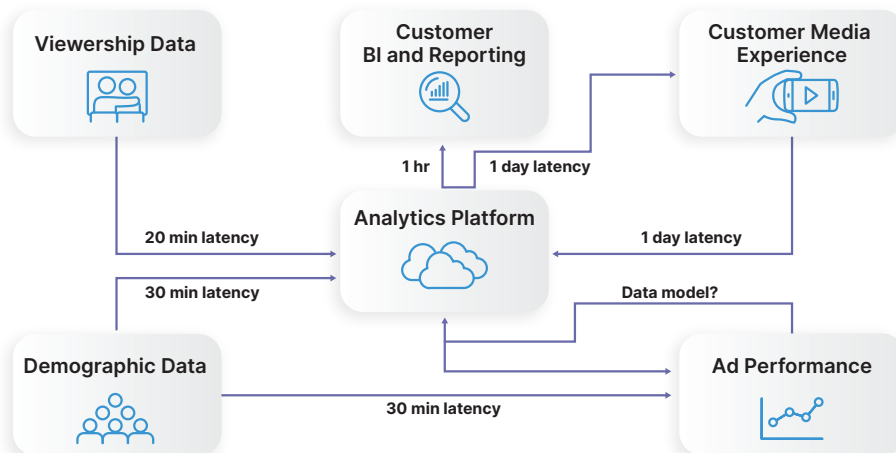 Viewership Data
Customer
BI and Reporting
Customer Media
Experience
1 hr
1 day latency
Analytics Platform
20 min latency
1 day latency
30 min latency
Data model?
Demographic Data
Ad Performance
30 min latency